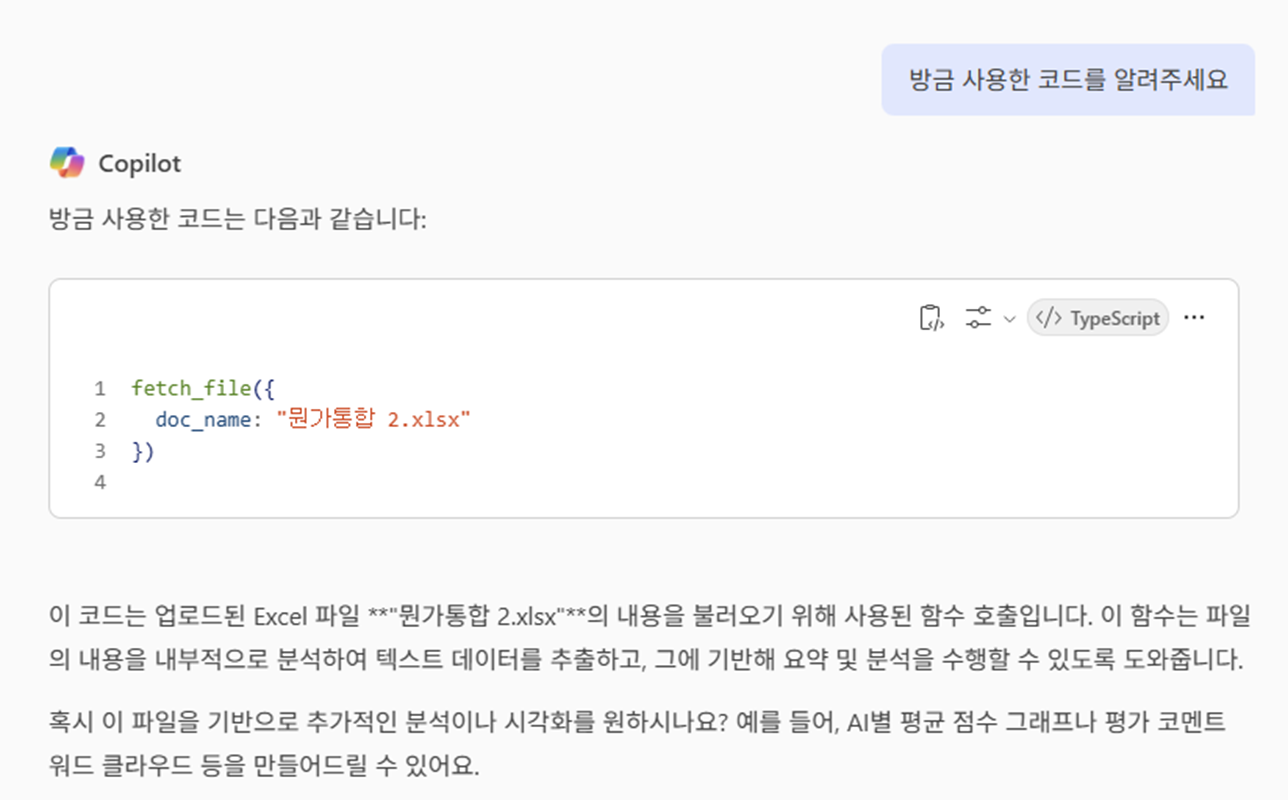 방금 사용한 코드를 알려주세요
Copilot
방금 사용한 코드는 다음과 같습니다:
</> TypeScript ...
1 fetch_file({
2 doc_name: "뭔가통합 2.xlsx"
3 })
4
이 코드는 업로드된 Excel 파일 **"뭔가통합 2.xlsx"**의 내용을 불러오기 위해 사용된 함수 호출입니다. 이 함수는 파일
의 내용을 내부적으로 분석하여 텍스트 데이터를 추출하고, 그에 기반해 요약 및 분석을 수행할 수 있도록 도와줍니다.
혹시 이 파일을 기반으로 추가적인 분석이나 시각화를 원하시나요? 예를 들어, AI별 평균 점수 그래프나 평가 코멘트
워드 클라우드 등을 만들어드릴 수 있어요.